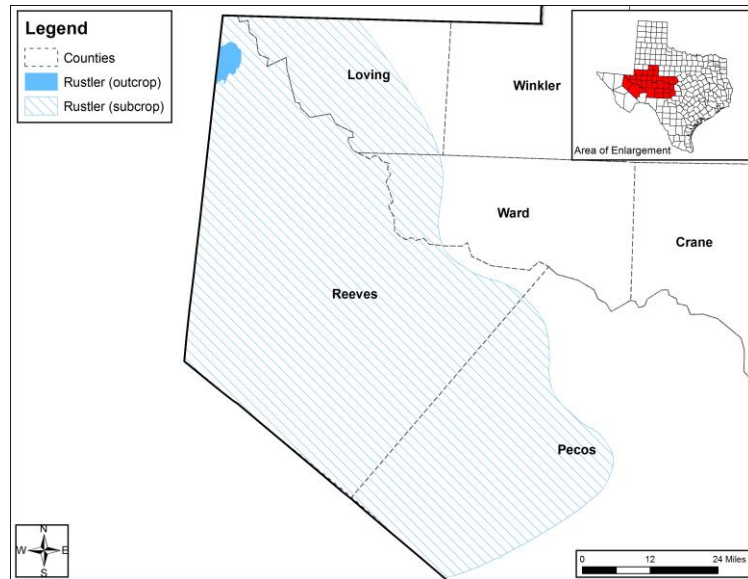 Legend
Counties
Rustler (outcrop)
Rustler (subcrop)
Loving
Winkler
Area of Enlargement
Ward
Crane
Reeves
Pecos
N
W E
S
0 12 24 Miles